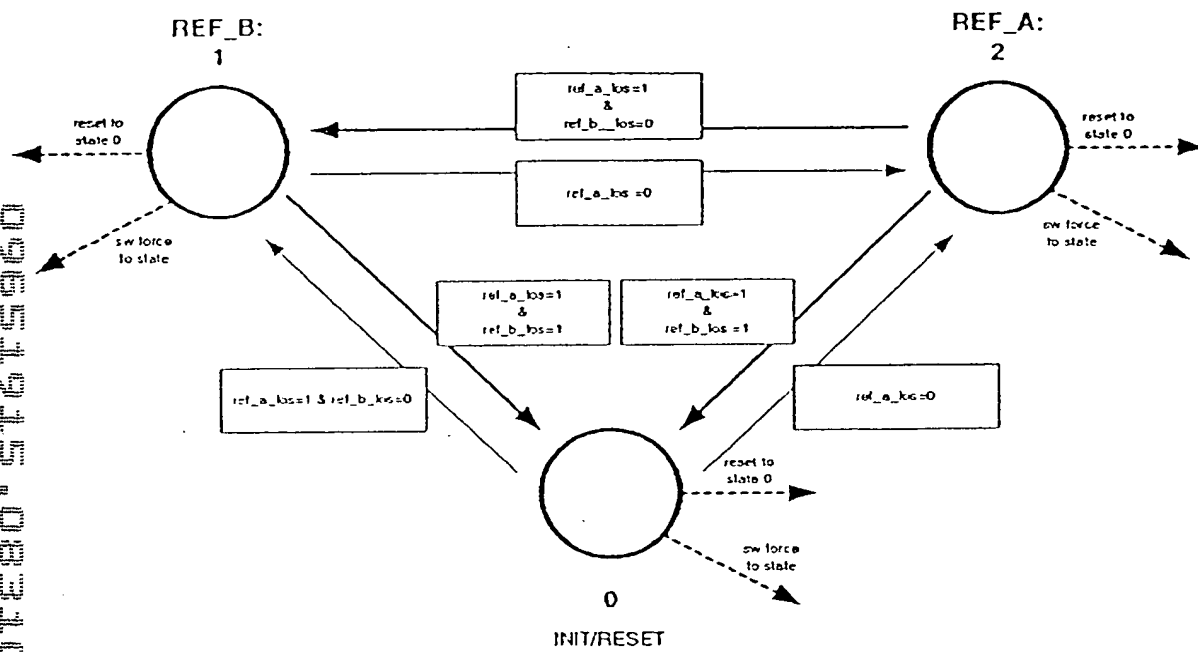 REF_B:
1
REF_A:
2
ref_a_los=1
&
ref_b_los=0
ref_a_los =0
reset to
state 0
sw force
to state
reset to
state 0
sw force
to state
ref_a_los=1
&
ref_b_los=1
ref_a_los=1
&
ref_b_los =1
ref_a_los=1 & ref_b_los=0
ref_a_los=0
reset to
state 0
sw force
to state
0
INIT/RESET